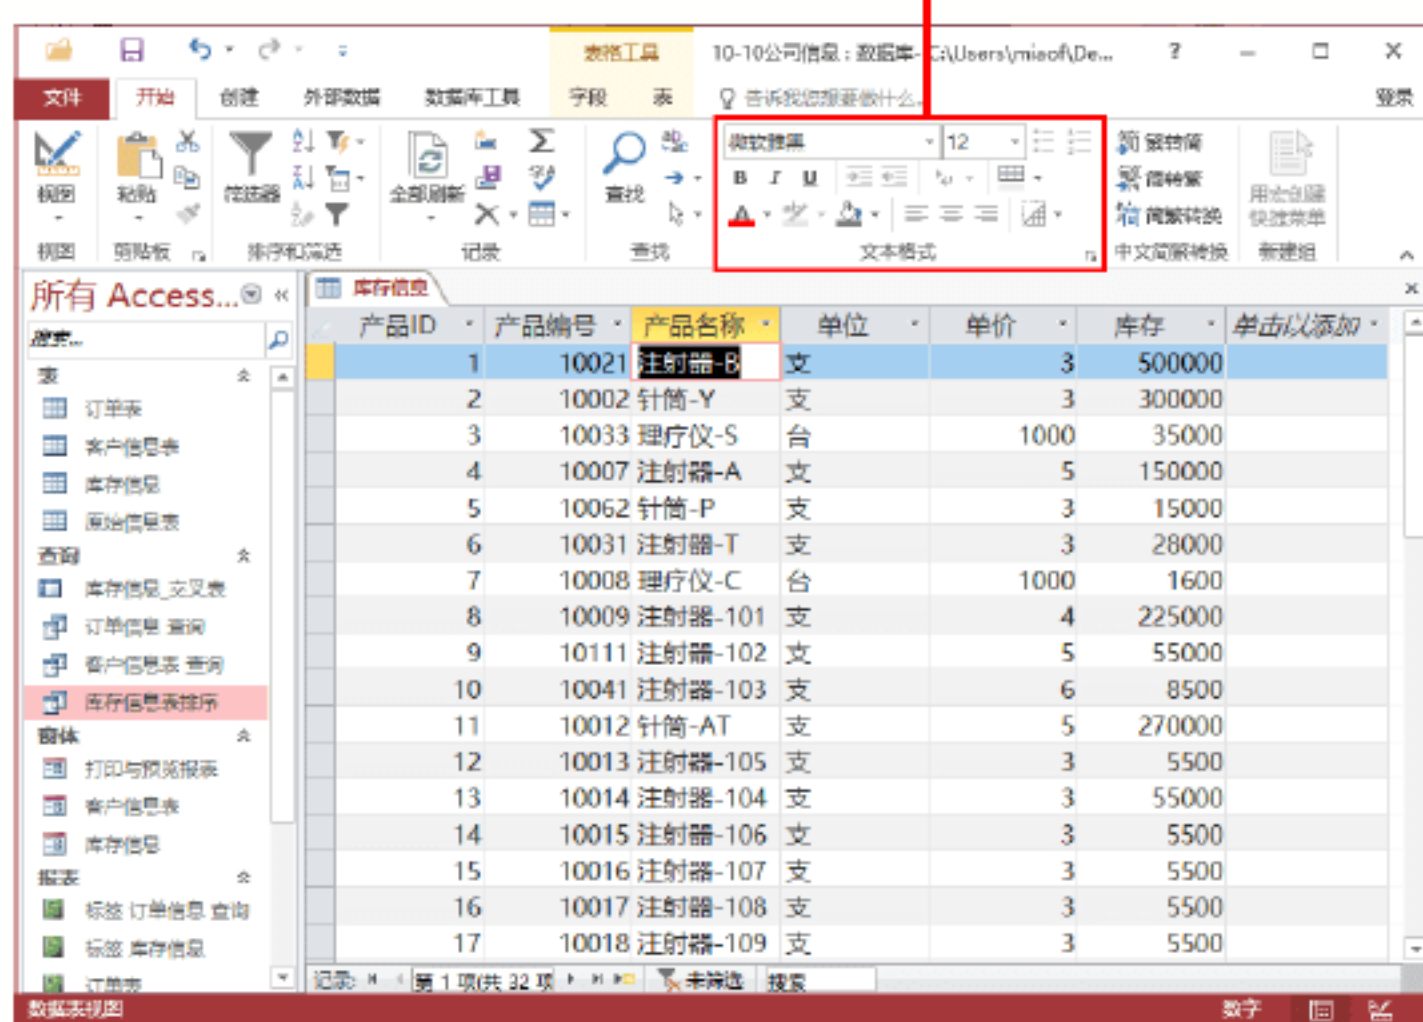 表格工具 10-10公司信息 : 数据库- C:\Users\miaof\De... ?
文件 开始 创建 外部数据 数据库工具 字段 表 告诉我您想要做什么... 登录
微软雅黑 12 繁转简
视图 粘贴 筛选器 全部刷新 查找 B I U 简转繁 用宏创建
A 简繁转换 快捷菜单
视图 剪贴板 排序和筛选 记录 查找 文本格式 中文简繁转换 新建组
所有 Access... « 库存信息
搜索... 产品ID 产品编号 产品名称 单位 单价 库存 单击以添加
表
订单表
客户信息表
库存信息
原始信息表
查询
库存信息_交叉表
订单信息 查询
客户信息表 查询
库存信息表排序
窗体
打印与预览报表
客户信息表
库存信息
报表
标签 订单信息 查询
标签 库存信息
订单表
1 10021 注射器-B 支 3 500000
2 10002 针筒-Y 支 3 300000
3 10033 理疗仪-S 台 1000 35000
4 10007 注射器-A 支 5 150000
5 10062 针筒-P 支 3 15000
6 10031 注射器-T 支 3 28000
7 10008 理疗仪-C 台 1000 1600
8 10009 注射器-101 支 4 225000
9 10111 注射器-102 支 5 55000
10 10041 注射器-103 支 6 8500
11 10012 针筒-AT 支 5 270000
12 10013 注射器-105 支 3 5500
13 10014 注射器-104 支 3 55000
14 10015 注射器-106 支 3 5500
15 10016 注射器-107 支 3 5500
16 10017 注射器-108 支 3 5500
17 10018 注射器-109 支 3 5500
记录: 第 1 项(共 32 项 未筛选 搜索
数据表视图 数字